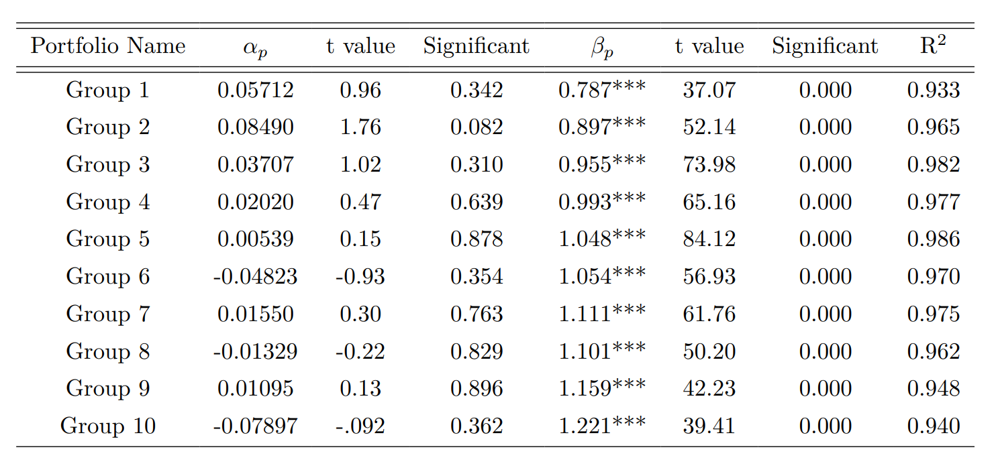 Portfolio Name αp t value Significant βp t value Significant R²
Group 1 0.05712 0.96 0.342 0.787*** 37.07 0.000 0.933
Group 2 0.08490 1.76 0.082 0.897*** 52.14 0.000 0.965
Group 3 0.03707 1.02 0.310 0.955*** 73.98 0.000 0.982
Group 4 0.02020 0.47 0.639 0.993*** 65.16 0.000 0.977
Group 5 0.00539 0.15 0.878 1.048*** 84.12 0.000 0.986
Group 6 -0.04823 -0.93 0.354 1.054*** 56.93 0.000 0.970
Group 7 0.01550 0.30 0.763 1.111*** 61.76 0.000 0.975
Group 8 -0.01329 -0.22 0.829 1.101*** 50.20 0.000 0.962
Group 9 0.01095 0.13 0.896 1.159*** 42.23 0.000 0.948
Group 10 -0.07897 -.092 0.362 1.221*** 39.41 0.000 0.940